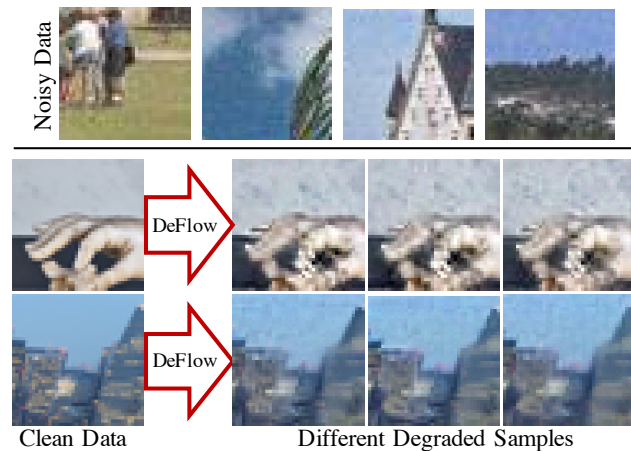 Noisy Data
DeFlow
DeFlow
Clean Data
Different Degraded Samples